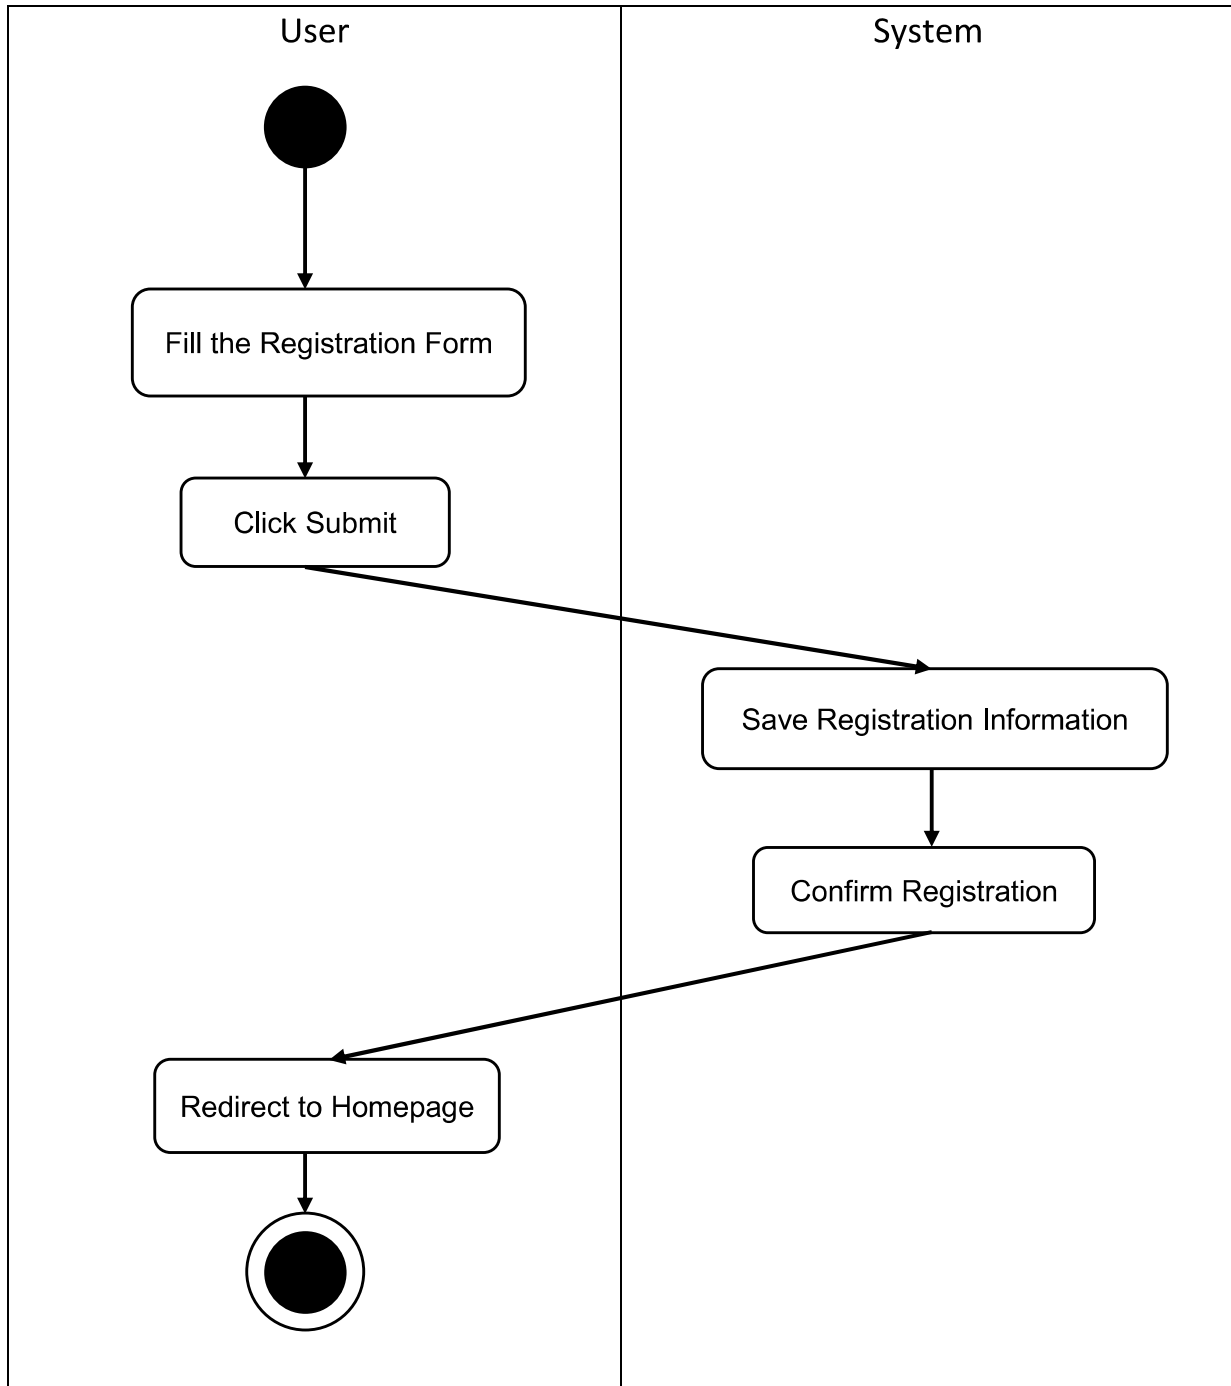 User
System
Fill the Registration Form
Click Submit
Save Registration Information
Confirm Registration
Redirect to Homepage